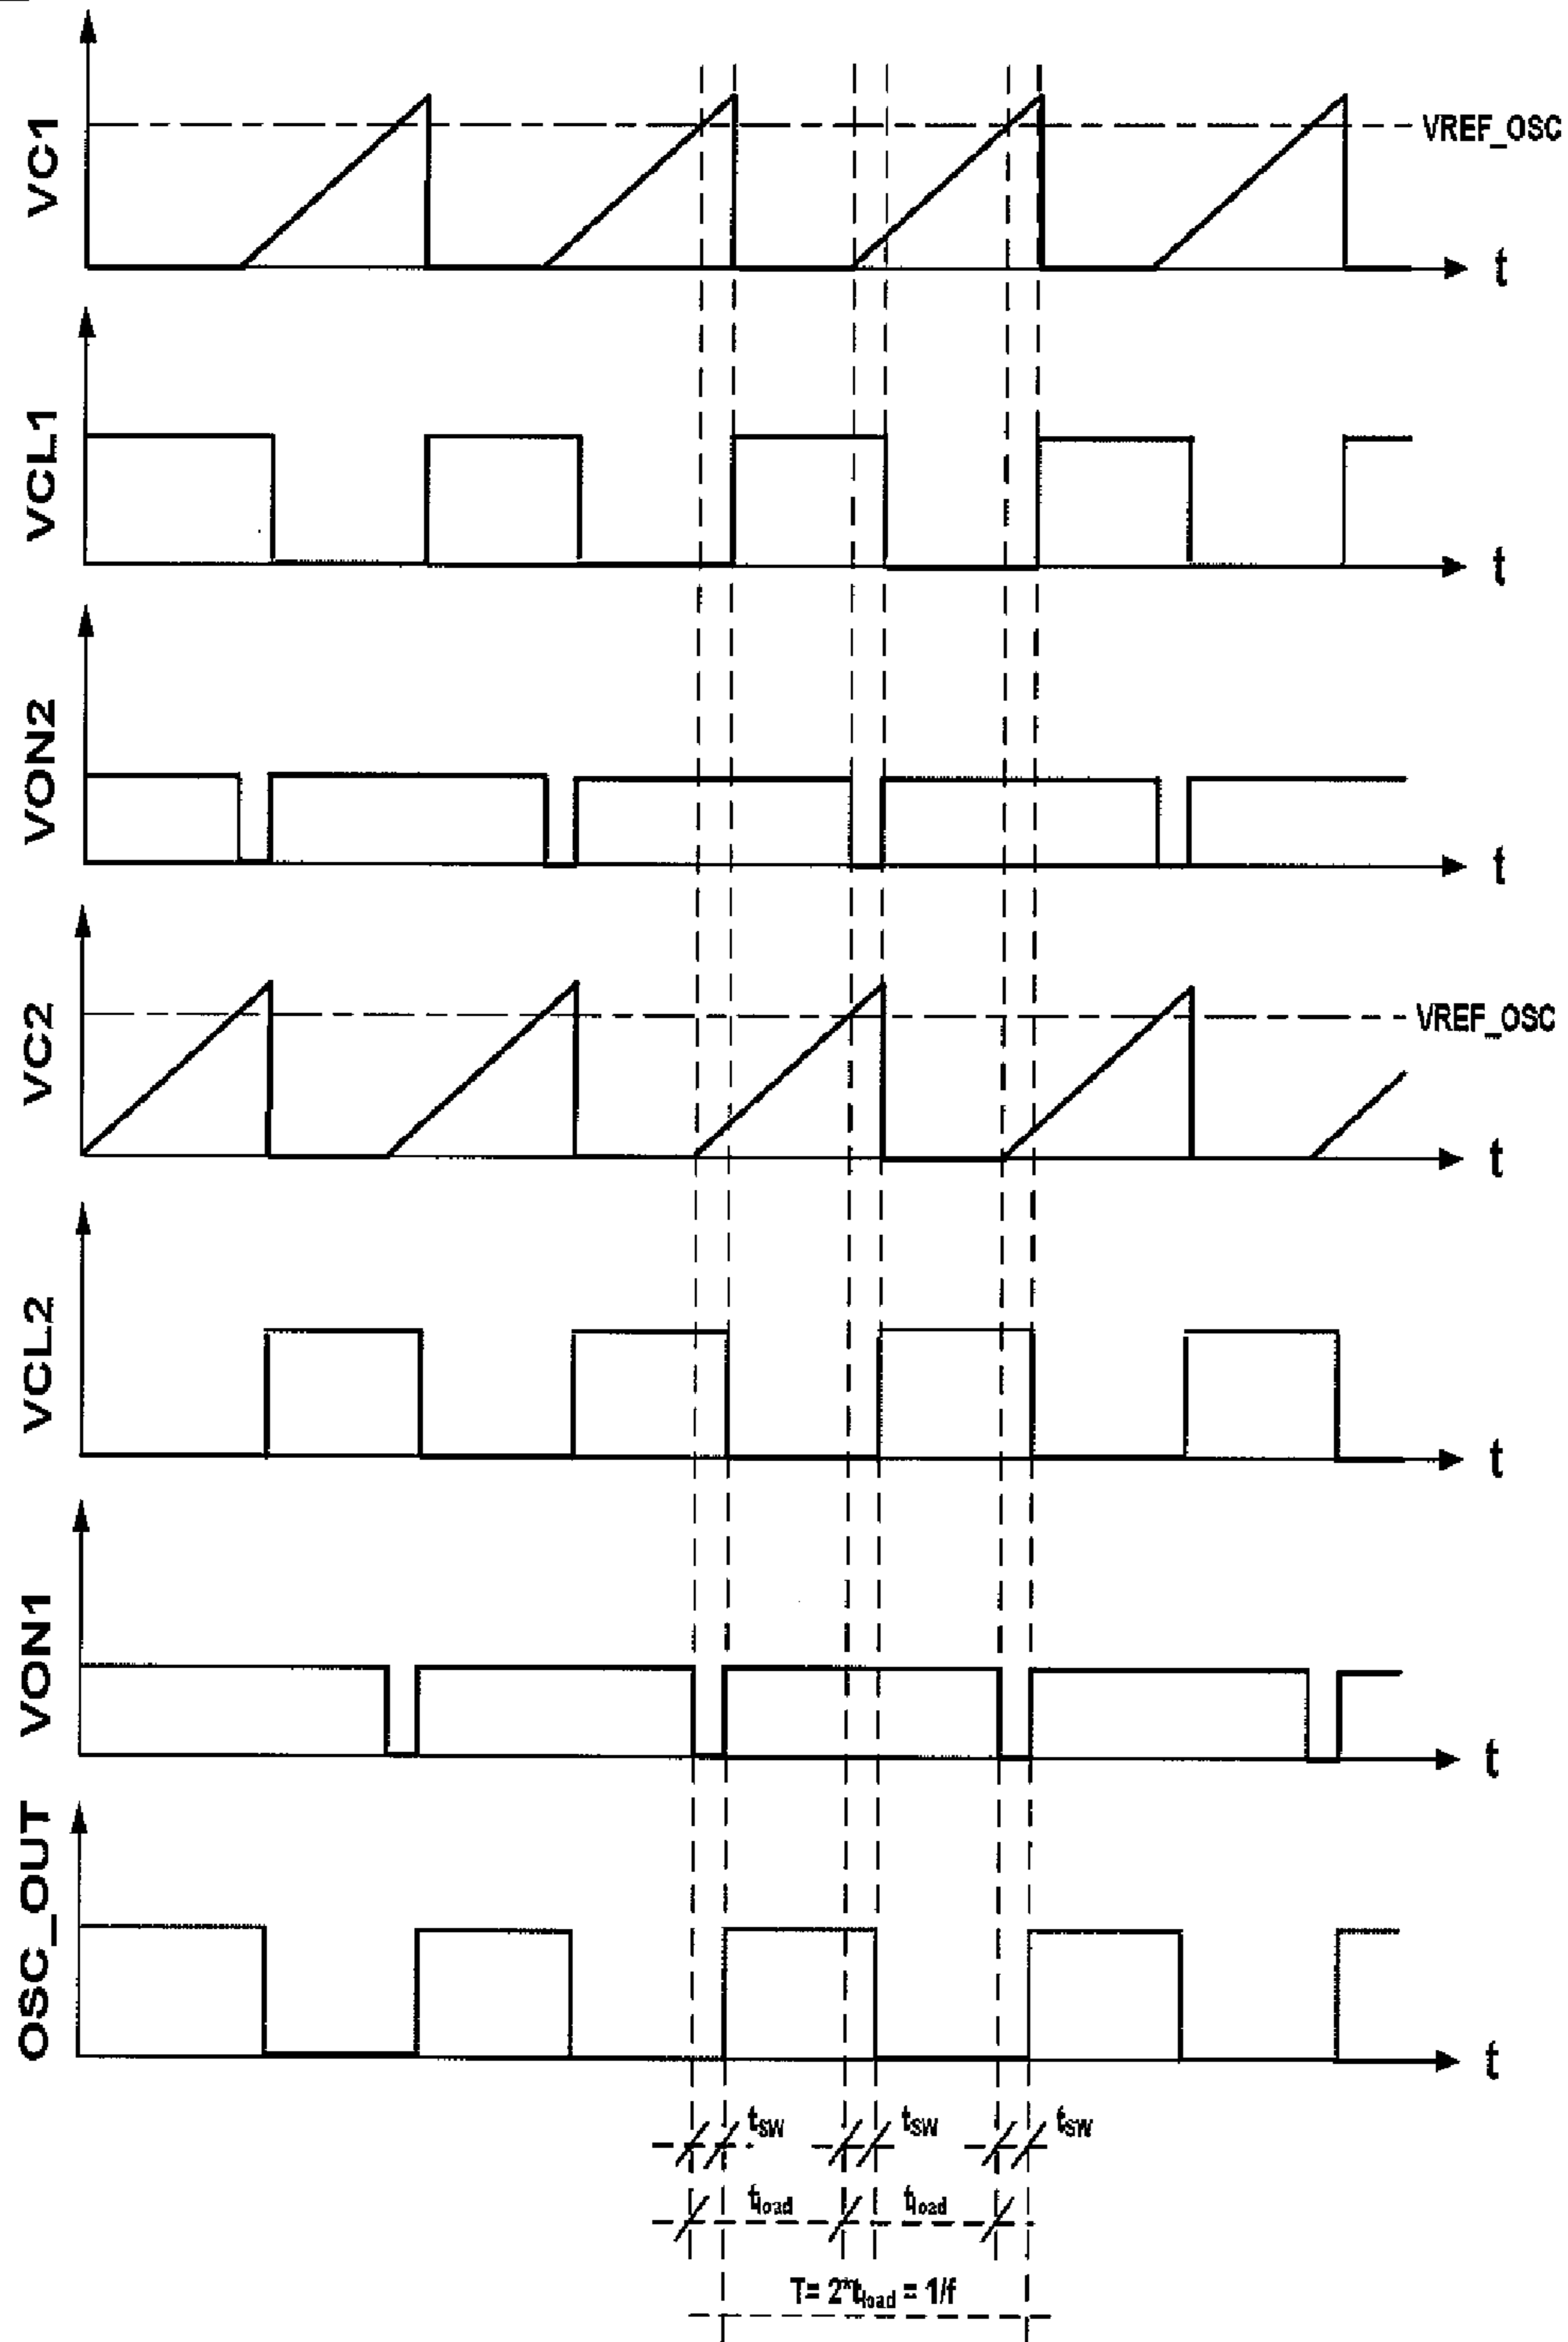 VC1
VREF_OSC
t
VCL1
t
VON2
t
VC2
VREF_OSC
t
VCL2
t
VON1
t
OSC_OUT
t
tsw tsw tsw
tload tload
T= 2*tload = 1/f